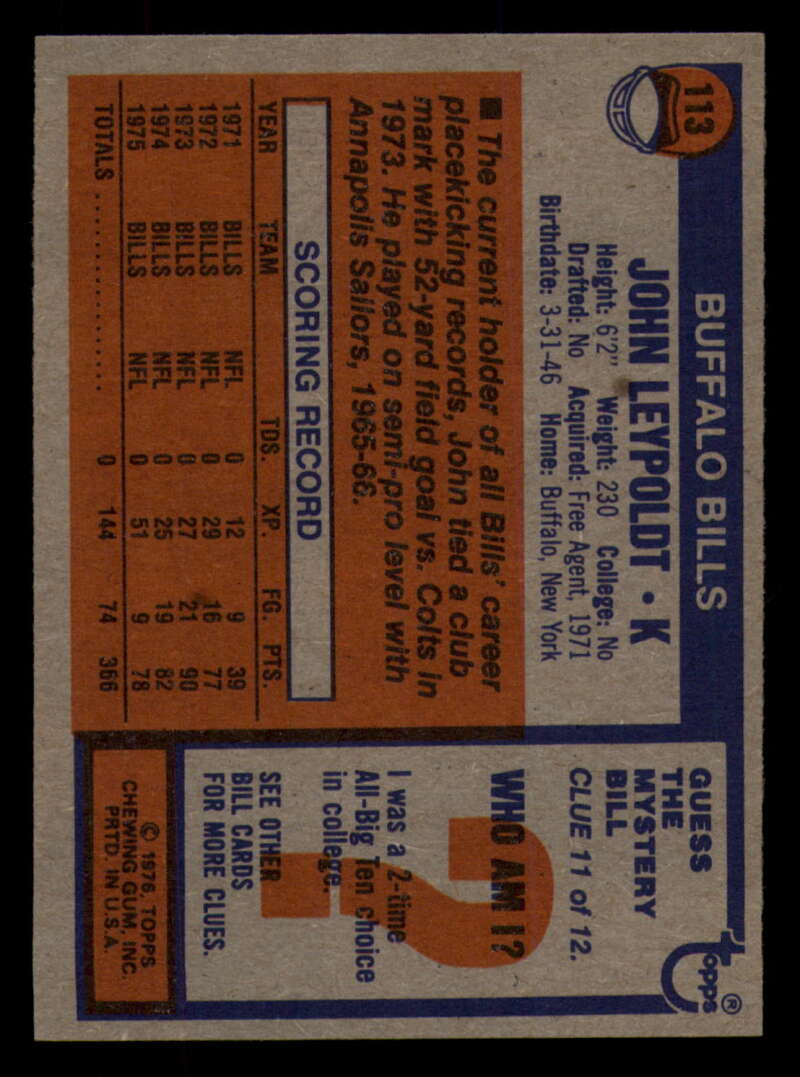 113
BUFFALO BILLS
JOHN LEYPOLDT • K
Height: 6'2" Weight: 230 College: No
Drafted: No Acquired: Free Agent, 1971
Birthdate: 3-31-46 Home: Buffalo, New York
■ The current holder of all Bills' career
placekicking records, John tied a club
mark with 52-yard field goal vs. Colts in
1973. He played on semi-pro level with
Annapolis Sailors, 1965-66.
SCORING RECORD
YEAR TEAM TDS. XP. FG. PTS.
1971 BILLS NFL 0 12 9 39
1972 BILLS NFL 0 29 16 77
1973 BILLS NFL 0 27 21 90
1974 BILLS NFL 0 25 19 82
1975 BILLS NFL 0 51 9 78
TOTALS .................. 0 144 74 366
topps®
GUESS
THE
MYSTERY
BILL
CLUE 11 of 12.
?
WHO AM I?
I was a 2-time
All-Big Ten choice
in college.
SEE OTHER
BILL CARDS
FOR MORE CLUES.
© 1976, TOPPS
CHEWING GUM, INC.
PRTD. IN U.S.A.